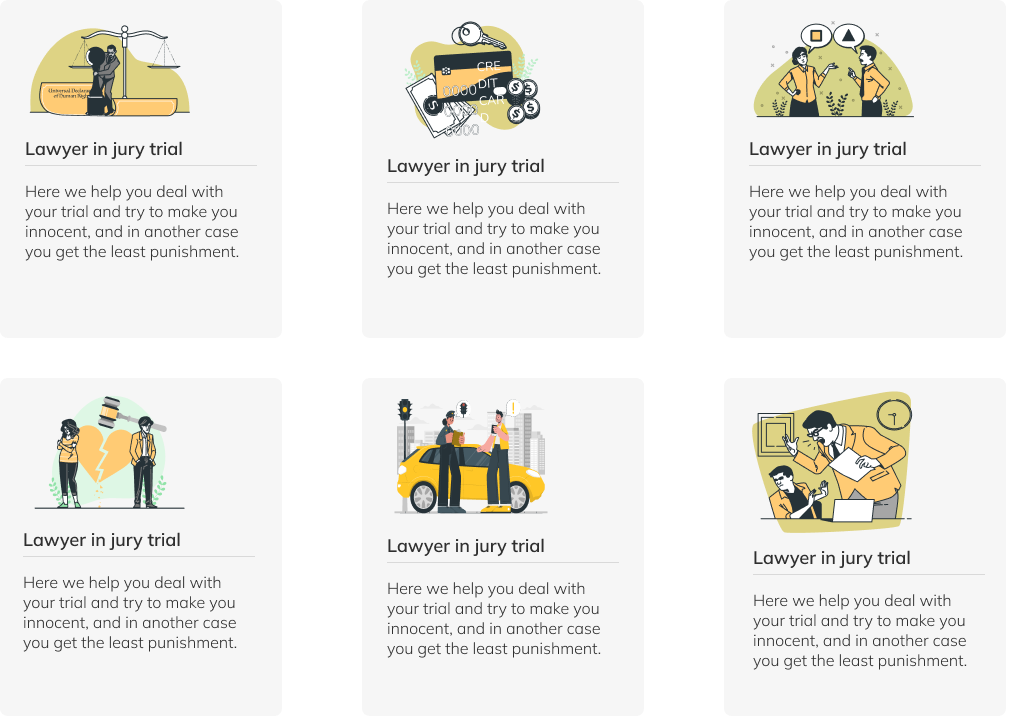 Universal Declara
of Human Righ
Lawyer in jury trial
Here we help you deal with
your trial and try to make you
innocent, and in another case
you get the least punishment.
CRE
DIT
CAR
D
0000
0000
Lawyer in jury trial
Here we help you deal with
your trial and try to make you
innocent, and in another case
you get the least punishment.
Lawyer in jury trial
Here we help you deal with
your trial and try to make you
innocent, and in another case
you get the least punishment.
Lawyer in jury trial
Here we help you deal with
your trial and try to make you
innocent, and in another case
you get the least punishment.
Lawyer in jury trial
Here we help you deal with
your trial and try to make you
innocent, and in another case
you get the least punishment.
Lawyer in jury trial
Here we help you deal with
your trial and try to make you
innocent, and in another case
you get the least punishment.